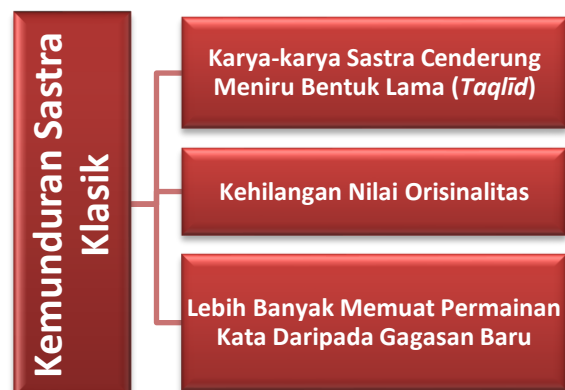 Kemunduran Sastra
Klasik
Karya-karya Sastra Cenderung
Meniru Bentuk Lama (Taqlīd)
Kehilangan Nilai Orisinalitas
Lebih Banyak Memuat Permainan
Kata Daripada Gagasan Baru